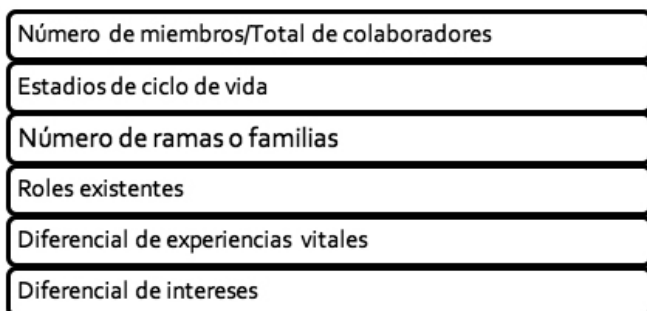 Número de miembros/Total de colaboradores
Estadios de ciclo de vida
Número de ramas o familias
Roles existentes
Diferencial de experiencias vitales
Diferencial de intereses